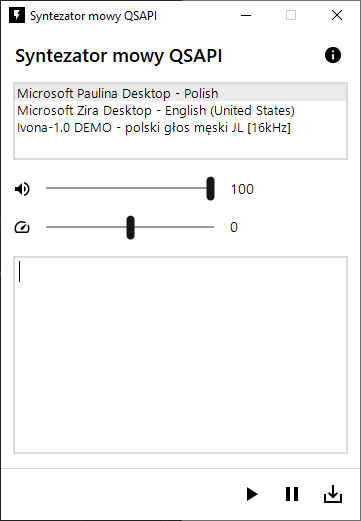 Syntezator mowy QSAPI
Syntezator mowy QSAPI
Microsoft Paulina Desktop - Polish
Microsoft Zira Desktop - English (United States)
Ivona-1.0 DEMO - polski głos męski JL [16kHz]
100
0